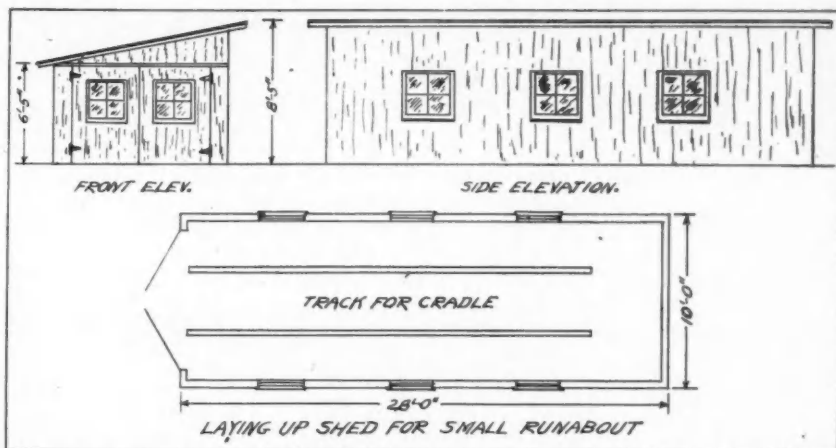 6'-5"
8'-5"
FRONT ELEV.
SIDE ELEVATION.
TRACK FOR CRADLE
10'-0"
28'-0"
LAYING UP SHED FOR SMALL RUNABOUT